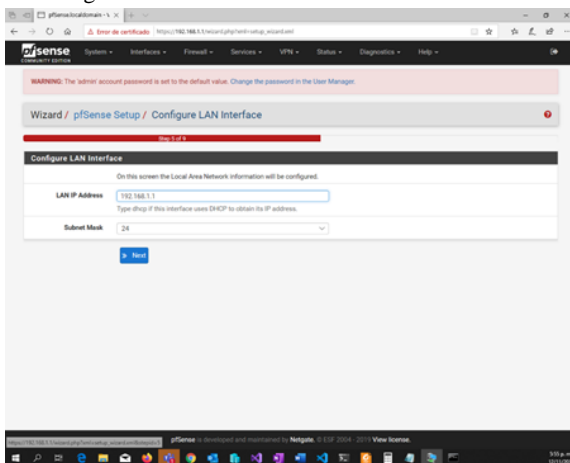 pfSense.localdomain - W
Error de certificado https://192.168.1.1/wizard.php?xml=setup_wizard.xml
pfsense System Interfaces Firewall Services VPN Status Diagnostics Help
COMMUNITY EDITION
WARNING: The 'admin' account password is set to the default value. Change the password in the User Manager.
Wizard / pfSense Setup / Configure LAN Interface
Step 5 of 9
Configure LAN Interface
On this screen the Local Area Network information will be configured.
LAN IP Address 192.168.1.1
Type dhcp if this interface uses DHCP to obtain its IP address.
Subnet Mask 24
» Next
pfSense is developed and maintained by Netgate. © ESF 2004 - 2019 View license.